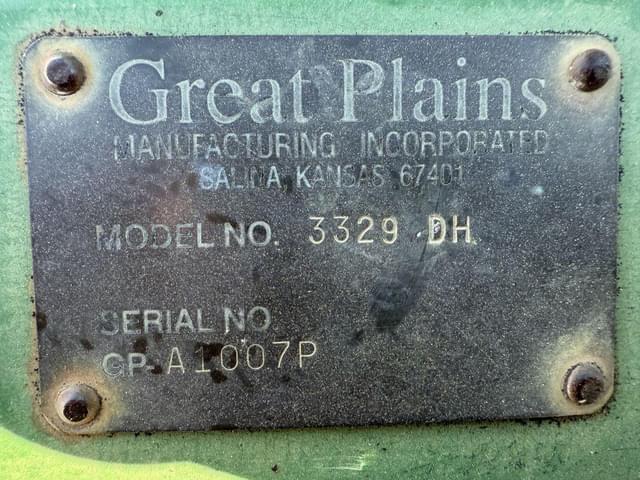 Great Plains
MANUFACTURING INCORPORATED
SALINA, KANSAS 67401
MODEL NO. 3329 DH
SERIAL NO
GP-A1007P